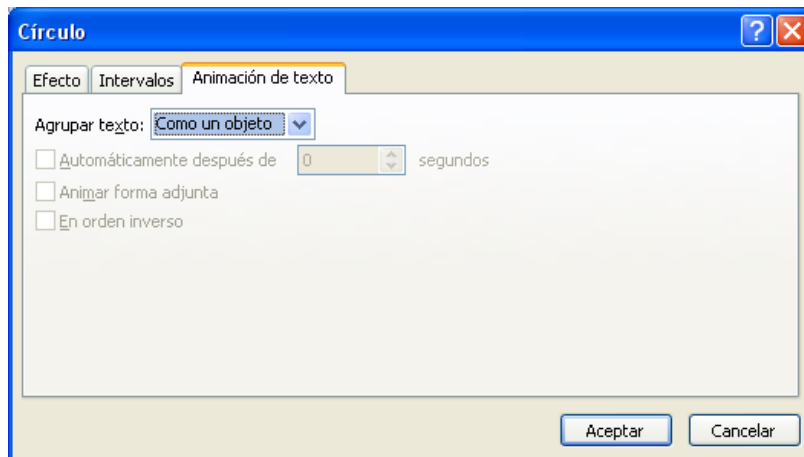 Círculo
Efecto Intervalos Animación de texto
Agrupar texto: Como un objeto
Automáticamente después de 0 segundos
Animar forma adjunta
En orden inverso
Aceptar Cancelar